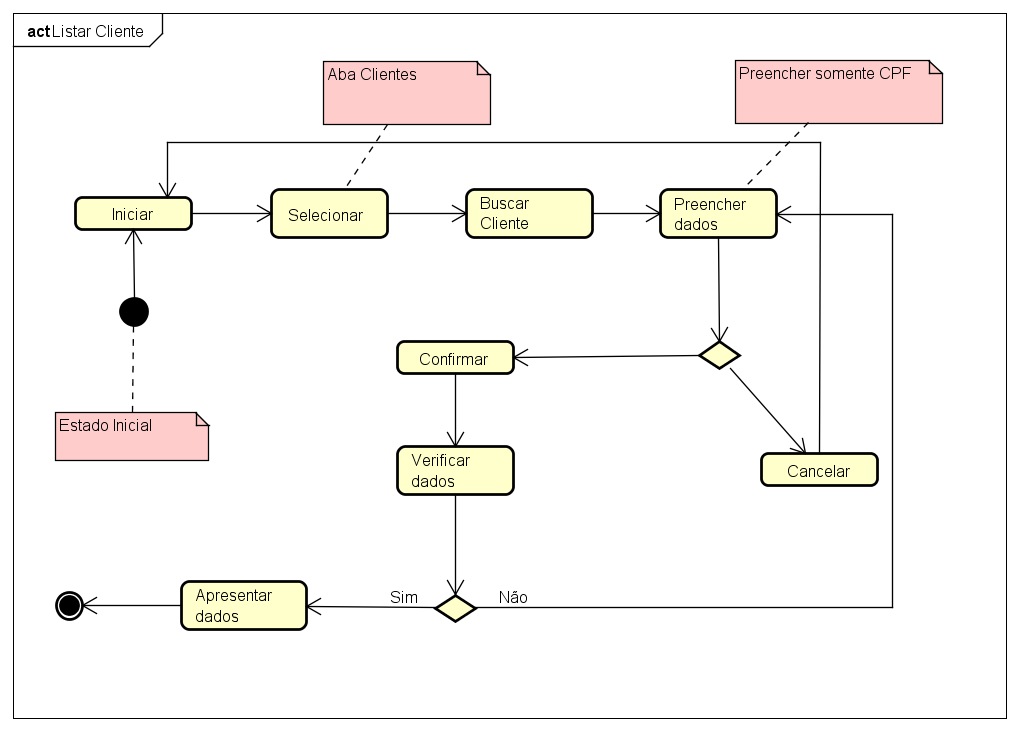 act Listar Cliente
Aba Clientes
Preencher somente CPF
Iniciar
Selecionar
Buscar
Cliente
Preencher
dados
Confirmar
Estado Inicial
Verificar
dados
Cancelar
Apresentar
dados
Sim
Não